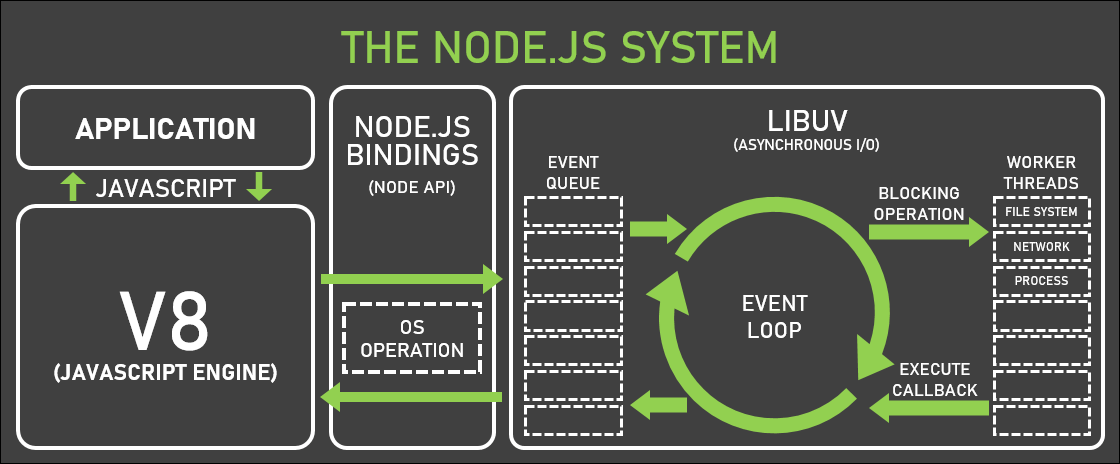 THE NODE.JS SYSTEM
APPLICATION
JAVASCRIPT
V8
(JAVASCRIPT ENGINE)
NODE.JS
BINDINGS
(NODE API)
OS
OPERATION
LIBUV
(ASYNCHRONOUS I/O)
EVENT
QUEUE
EVENT
LOOP
BLOCKING
OPERATION
EXECUTE
CALLBACK
WORKER
THREADS
FILE SYSTEM
NETWORK
PROCESS